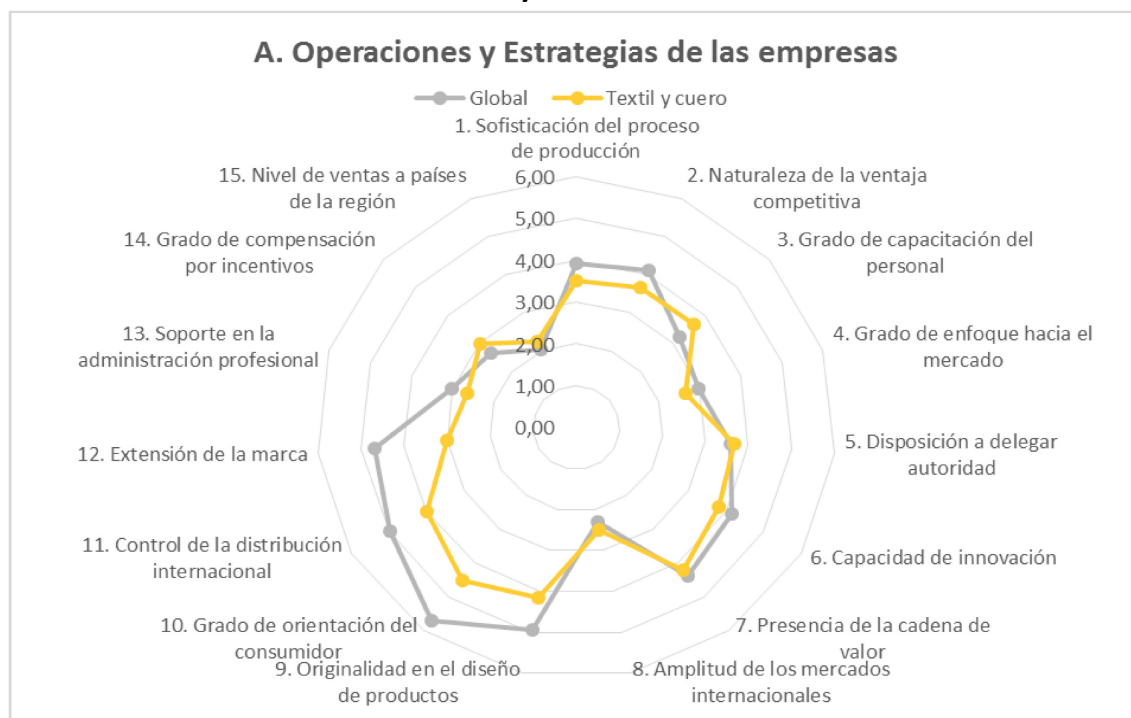 A. Operaciones y Estrategias de las empresas
Global
Textil y cuero
1. Sofisticación del proceso
de producción
2. Naturaleza de la ventaja
competitiva
3. Grado de capacitación del
personal
4. Grado de enfoque hacia el
mercado
5. Disposición a delegar
autoridad
6. Capacidad de innovación
7. Presencia de la cadena de
valor
8. Amplitud de los mercados
internacionales
9. Originalidad en el diseño
de productos
10. Grado de orientación del
consumidor
11. Control de la distribución
internacional
12. Extensión de la marca
13. Soporte en la
administración profesional
14. Grado de compensación
por incentivos
15. Nivel de ventas a países
de la región
6,00
5,00
4,00
3,00
2,00
1,00
0,00